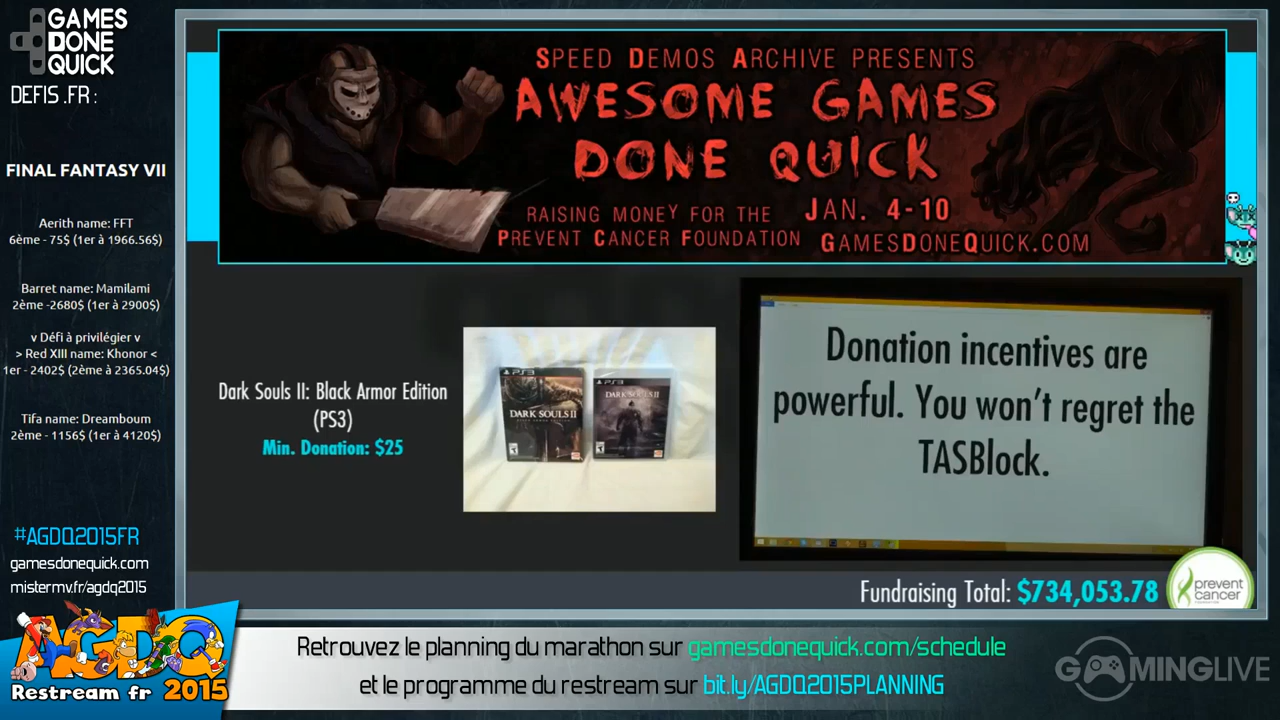 GAMES
DONE
QUICK
DEFIS .FR :
FINAL FANTASY VII
Aerith name: FFT
6ème - 75$ (1er à 1966.56$)
Barret name: Mamilami
2ème -2680$ (1er à 2900$)
v Défi à privilégier v
> Red XIII name: Khonor <
1er - 2402$ (2ème à 2365.04$)
Tifa name: Dreamboum
2ème - 1156$ (1er à 4120$)
#AGDQ2015FR
gamesdonequick.com
mistermv.fr/agdq2015
AGDQ
Restream fr 2015
SPEED DEMOS ARCHIVE PRESENTS
AWESOME GAMES
DONE QUICK
RAISING MONEY FOR THE
PREVENT CANCER FOUNDATION
JAN. 4-10
GAMESDONEQUICK.COM
Dark Souls II: Black Armor Edition
(PS3)
Min. Donation: $25
PS3
DARK SOULS II
PS3
DARK SOULS II
Donation incentives are
powerful. You won't regret the
TASBlock.
Fundraising Total: $734,053.78
prevent
cancer
Retrouvez le planning du marathon sur gamesdonequick.com/schedule
et le programme du restream sur bit.ly/AGDQ2015PLANNING
GAMINGLIVE